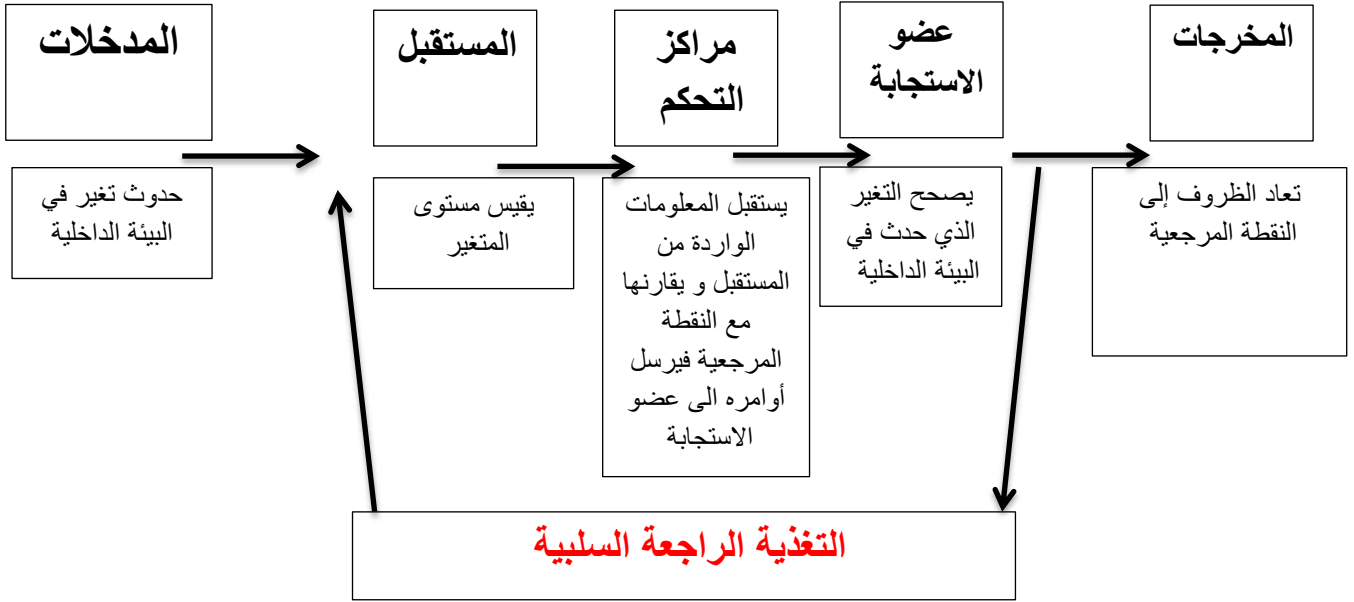 المدخلات
المستقبل
مراكز
التحكم
عضو
الاستجابة
المخرجات
حدوث تغير في
البيئة الداخلية
يقيس مستوى
المتغير
يستقبل المعلومات
الواردة من
المستقبل و يقارنها
مع النقطة
المرجعية فيرسل
أوامره الى عضو
الاستجابة
يصحح التغير
الذي حدث في
البيئة الداخلية
تعاد الظروف إلى
النقطة المرجعية
التغذية الراجعة السلبية